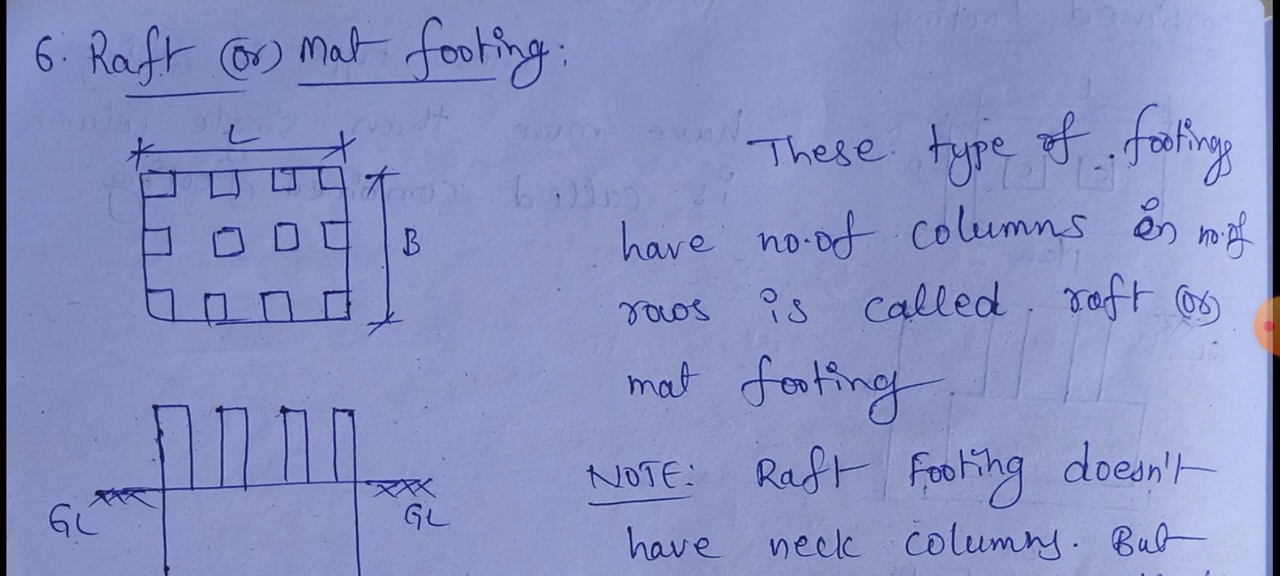 6. Raft (or) mat footing:
L
B
These type of footings
have no.of columns in no.of
rows is called raft (or)
mat footing
NOTE: Raft Footing doesn't
have neck columns. But
GL
GL